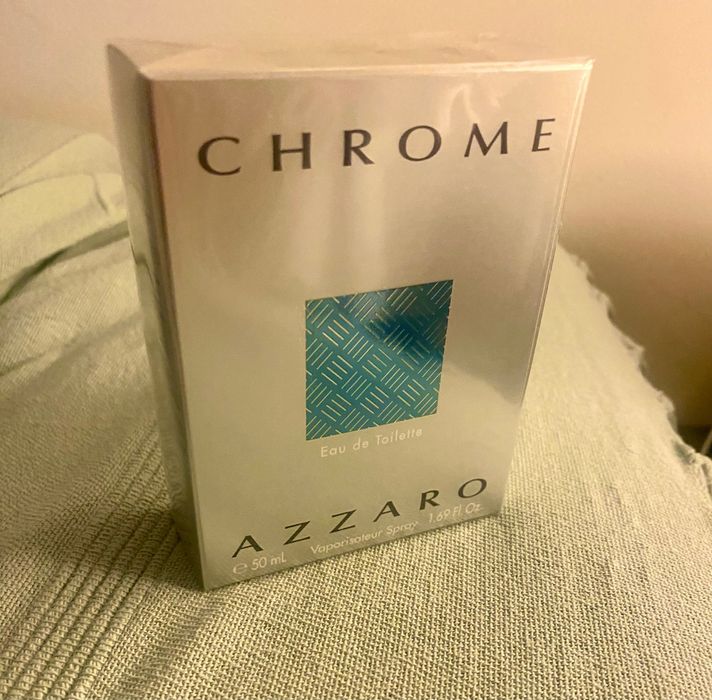 CHROME
Eau de Toilette
AZZARO
℮ 50 mL Vaporisateur Spray 1.69 Fl. Oz.